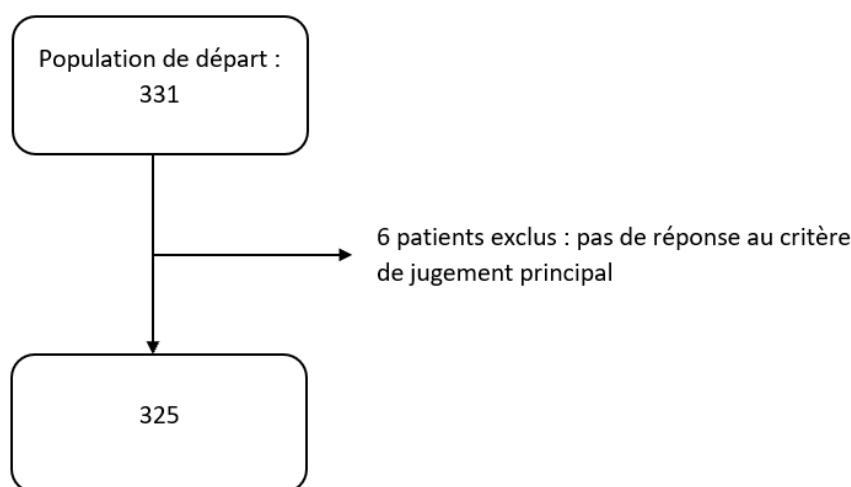 Population de départ :
331
6 patients exclus : pas de réponse au critère
de jugement principal
325